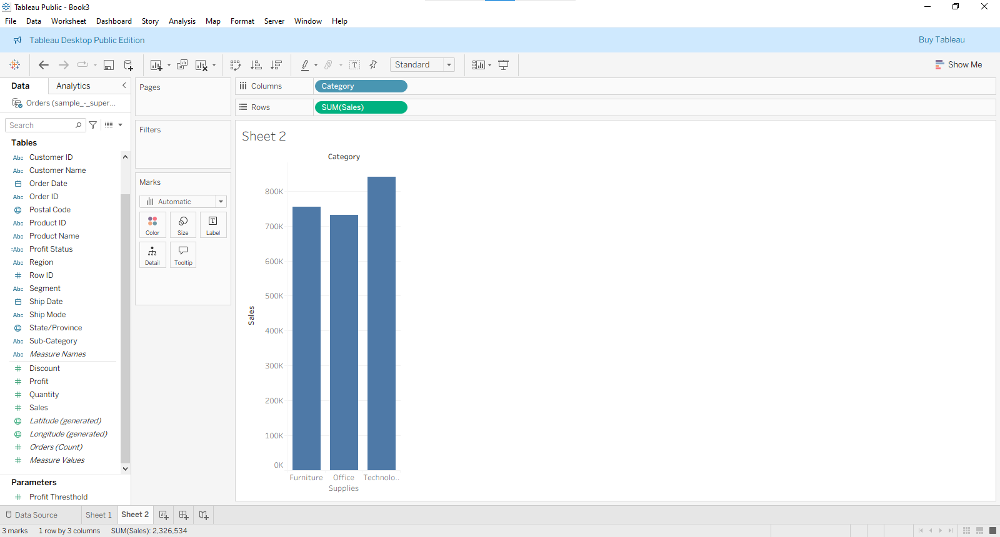 Tableau Public - Book3
File Data Worksheet Dashboard Story Analysis Map Format Server Window Help
Tableau Desktop Public Edition
Buy Tableau
Standard
Show Me
Data
Analytics
Orders (sample_-_super...
Search
Tables
Abc Customer ID
Abc Customer Name
Order Date
Abc Order ID
Postal Code
Abc Product ID
Abc Product Name
=Abc Profit Status
Abc Region
# Row ID
Abc Segment
Ship Date
Abc Ship Mode
State/Province
Abc Sub-Category
Abc Measure Names
# Discount
# Profit
# Quantity
# Sales
Latitude (generated)
Longitude (generated)
# Orders (Count)
# Measure Values
Parameters
# Profit Thresthold
Pages
Filters
Marks
Automatic
Color
Size
Label
Detail
Tooltip
Columns
Category
Rows
SUM(Sales)
Sheet 2
Category
800K
700K
600K
500K
400K
300K
200K
100K
0K
Sales
Furniture
Office
Supplies
Technolo..
Data Source
Sheet 1
Sheet 2
3 marks
1 row by 3 columns
SUM(Sales): 2,326,534